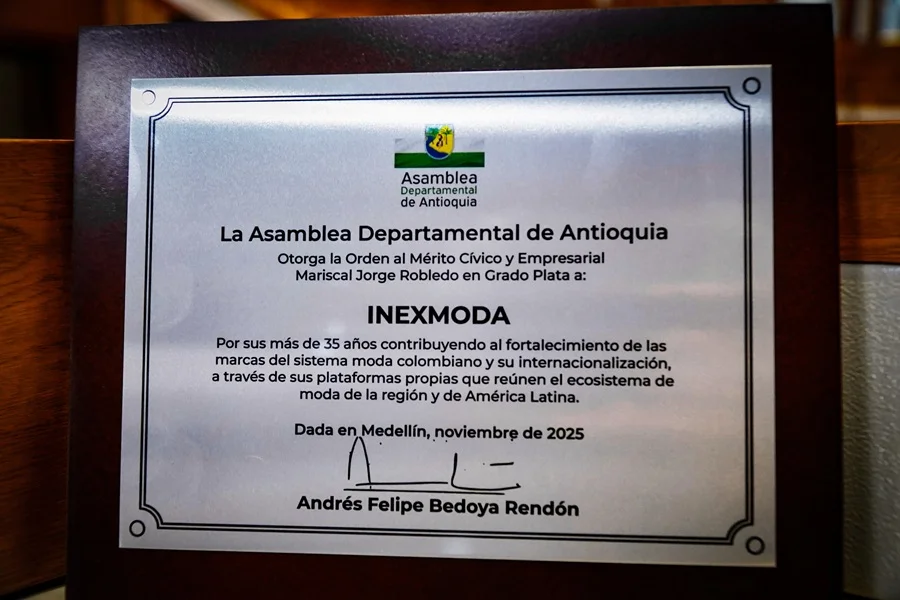 Asamblea
Departamental
de Antioquia
La Asamblea Departamental de Antioquia
Otorga la Orden al Mérito Cívico y Empresarial
Mariscal Jorge Robledo en Grado Plata a:
INEXMODA
Por sus más de 35 años contribuyendo al fortalecimiento de las
marcas del sistema moda colombiano y su internacionalización,
a través de sus plataformas propias que reúnen el ecosistema de
moda de la región y de América Latina.
Dada en Medellín, noviembre de 2025
Andrés Felipe Bedoya Rendón